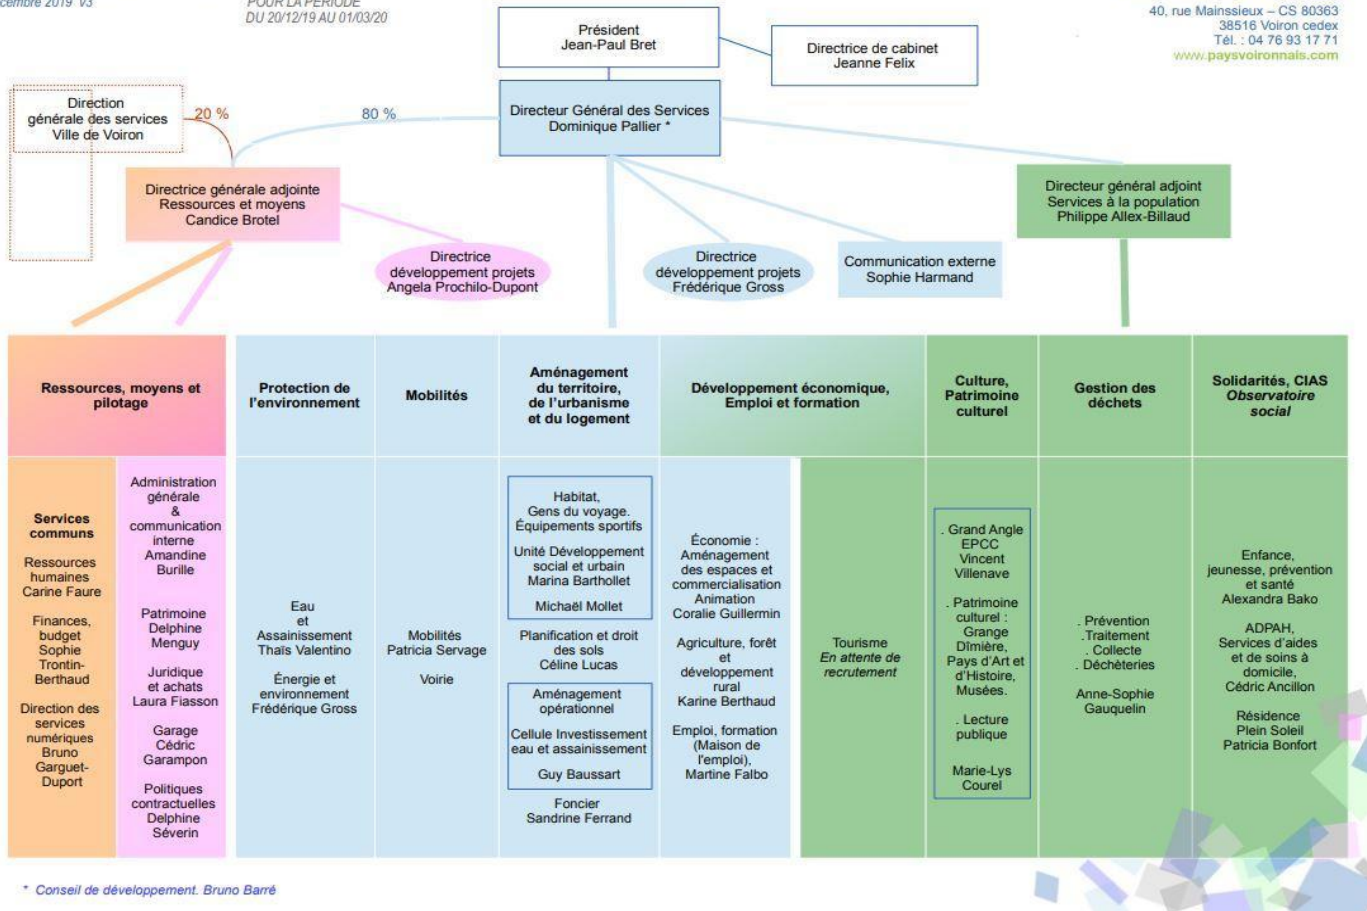 cembre 2019 v3
POUR LA PERIODE
DU 20/12/19 AU 01/03/20
40, rue Mainssieux – CS 80363
38516 Voiron cedex
Tél. : 04 76 93 17 71
www.paysvoironnais.com
Président
Jean-Paul Bret
Directrice de cabinet
Jeanne Felix
Direction
générale des services
Ville de Voiron
20 %
80 %
Directeur Général des Services
Dominique Pallier *
Directrice générale adjointe
Ressources et moyens
Candice Brotel
Directeur général adjoint
Services à la population
Philippe Allex-Billaud
Directrice
développement projets
Angela Prochilo-Dupont
Directrice
développement projets
Frédérique Gross
Communication externe
Sophie Harmand
Ressources, moyens et
pilotage
Protection de
l'environnement
Mobilités
Aménagement
du territoire,
de l'urbanisme
et du logement
Développement économique,
Emploi et formation
Culture,
Patrimoine
culturel
Gestion des
déchets
Solidarités, CIAS
Observatoire
social
Services
communs
Ressources
humaines
Carine Faure
Finances,
budget
Sophie
Trontin-
Berthaud
Direction des
services
numériques
Bruno
Garguet-
Duport
Administration
générale
&
communication
interne
Amandine
Burille
Patrimoine
Delphine
Menguy
Juridique
et achats
Laura Fiasson
Garage
Cédric
Garampon
Politiques
contractuelles
Delphine
Séverin
Eau
et
Assainissement
Thaïs Valentino
Énergie et
environnement
Frédérique Gross
Mobilités
Patricia Servage
Voirie
Habitat,
Gens du voyage.
Équipements sportifs
Unité Développement
social et urbain
Marina Barthollet
Michaël Mollet
Planification et droit
des sols
Céline Lucas
Aménagement
opérationnel
Cellule Investissement
eau et assainissement
Guy Baussart
Foncier
Sandrine Ferrand
Économie :
Aménagement
des espaces et
commercialisation
Animation
Coralie Guillermin
Agriculture, forêt
et
développement
rural
Karine Berthaud
Emploi, formation
(Maison de
l'emploi),
Martine Falbo
Tourisme
En attente de
recrutement
. Grand Angle
EPCC
Vincent
Villenave
. Patrimoine
culturel :
Grange
Dîmière,
Pays d'Art et
d'Histoire,
Musées.
. Lecture
publique
Marie-Lys
Courel
. Prévention
.Traitement
. Collecte
. Déchèteries
Anne-Sophie
Gauquelin
Enfance,
jeunesse, prévention
et santé
Alexandra Bako
ADPAH,
Services d'aides
et de soins à
domicile,
Cédric Ancillon
Résidence
Plein Soleil
Patricia Bonfort
* Conseil de développement. Bruno Barré